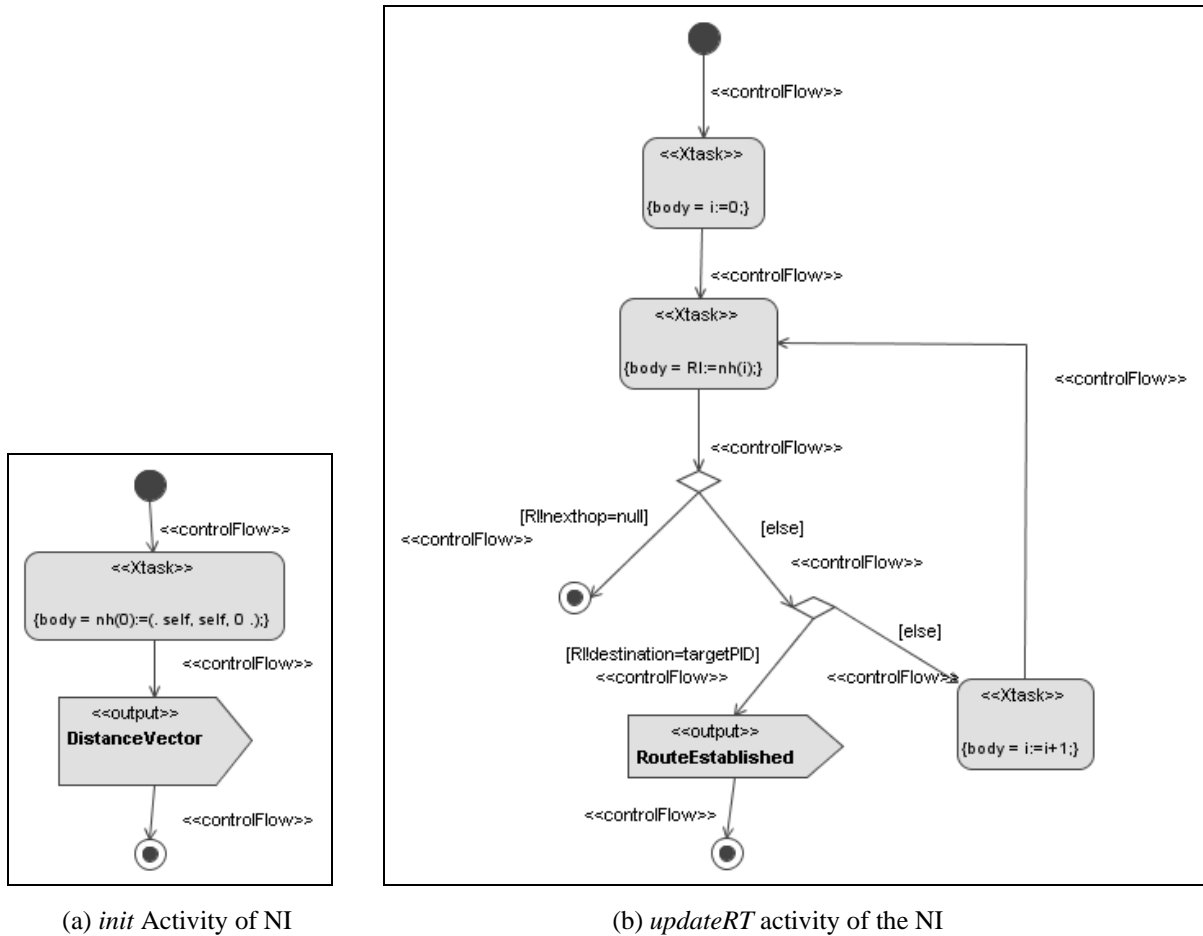 <<controlFlow>>
<<Xtask>>
{body = nh(0):=(. self, self, 0 .);}
<<controlFlow>>
<<output>>
DistanceVector
<<controlFlow>>
(a) init Activity of NI
<<controlFlow>>
<<Xtask>>
{body = i:=0;}
<<controlFlow>>
<<Xtask>>
{body = RI:=nh(i);}
<<controlFlow>>
<<controlFlow>>
[RI!nexthop=null]
<<controlFlow>>
[else]
<<controlFlow>>
[RI!destination=targetPID]
<<controlFlow>>
[else]
<<controlFlow>>
<<output>>
RouteEstablished
<<Xtask>>
{body = i:=i+1;}
<<controlFlow>>
(b) updateRT activity of the NI